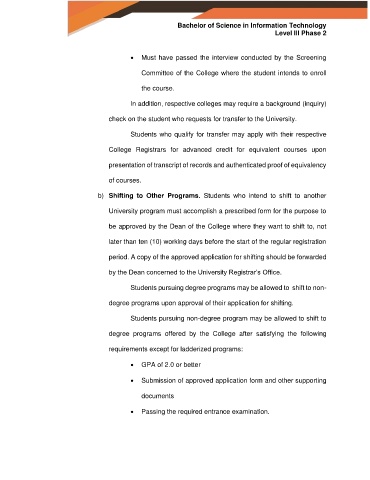 Bachelor of Science in Information Technology
Level III Phase 2
• Must have passed the interview conducted by the Screening
Committee of the College where the student intends to enroll
the course.
In addition, respective colleges may require a background (inquiry)
check on the student who requests for transfer to the University.
Students who qualify for transfer may apply with their respective
College Registrars for advanced credit for equivalent courses upon
presentation of transcript of records and authenticated proof of equivalency
of courses.
b) Shifting to Other Programs. Students who intend to shift to another
University program must accomplish a prescribed form for the purpose to
be approved by the Dean of the College where they want to shift to, not
later than ten (10) working days before the start of the regular registration
period. A copy of the approved application for shifting should be forwarded
by the Dean concerned to the University Registrar's Office.
Students pursuing degree programs may be allowed to shift to non-
degree programs upon approval of their application for shifting.
Students pursuing non-degree program may be allowed to shift to
degree programs offered by the College after satisfying the following
requirements except for ladderized programs:
• GPA of 2.0 or better
• Submission of approved application form and other supporting
documents
• Passing the required entrance examination.